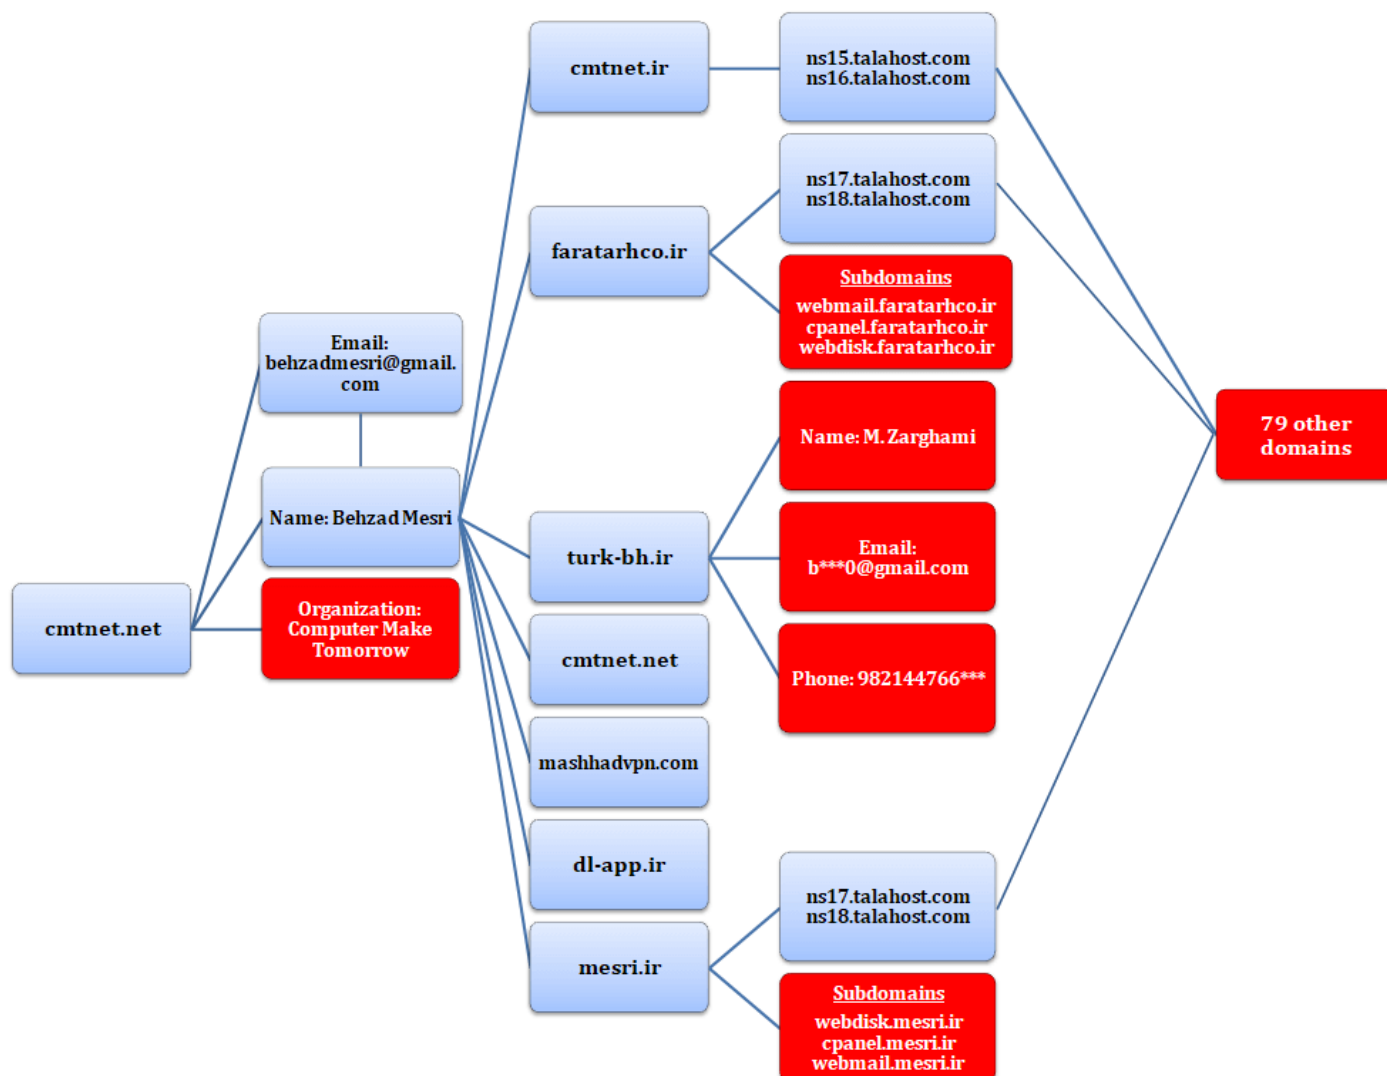 cmtnet.net
Email:
behzadmesri@gmail.
com
Name: Behzad Mesri
Organization:
Computer Make
Tomorrow
cmtnet.ir
faratarhco.ir
turk-bh.ir
cmtnet.net
mashhadvpn.com
dl-app.ir
mesri.ir
ns15.talahost.com
ns16.talahost.com
ns17.talahost.com
ns18.talahost.com
Subdomains
webmail.faratarhco.ir
cpanel.faratarhco.ir
webdisk.faratarhco.ir
Name: M. Zarghami
Email:
b***0@gmail.com
Phone: 982144766***
ns17.talahost.com
ns18.talahost.com
Subdomains
webdisk.mesri.ir
cpanel.mesri.ir
webmail.mesri.ir
79 other
domains